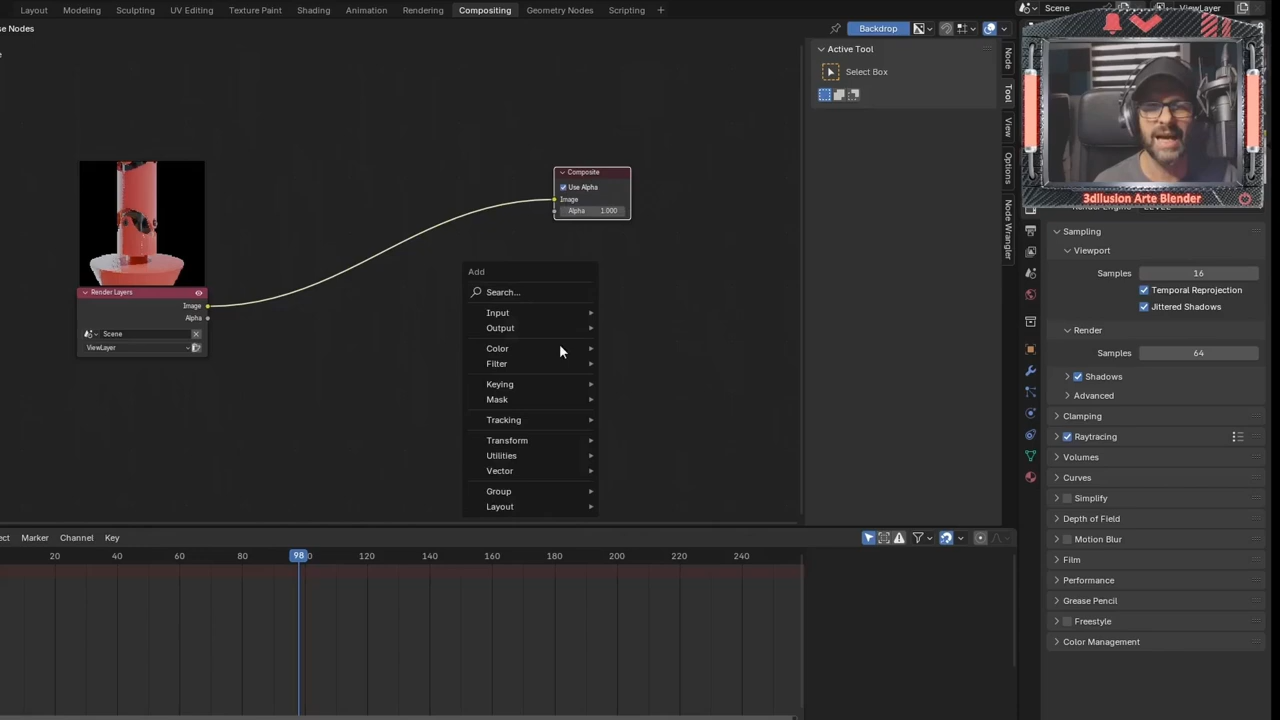 Layout Modeling Sculpting UV Editing Texture Paint Shading Animation Rendering Compositing Geometry Nodes Scripting +
Scene
ViewLayer
se Nodes
Backdrop
Active Tool
Select Box
Node
Tool
View
Options
Node Wrangler
3dIlusion Arte Blender
Composite
Use Alpha
Image
Alpha 1.000
Render Layers
Image
Alpha
Scene
ViewLayer
Add
Search...
Input
Output
Color
Filter
Keying
Mask
Tracking
Transform
Utilities
Vector
Group
Layout
Sampling
Viewport
Samples 16
Temporal Reprojection
Jittered Shadows
Render
Samples 64
Shadows
Advanced
Clamping
Raytracing
Volumes
Curves
Simplify
Depth of Field
Motion Blur
Film
Performance
Grease Pencil
Freestyle
Color Management
ect Marker Channel Key
20 40 60 80 98 0 120 140 160 180 200 220 240